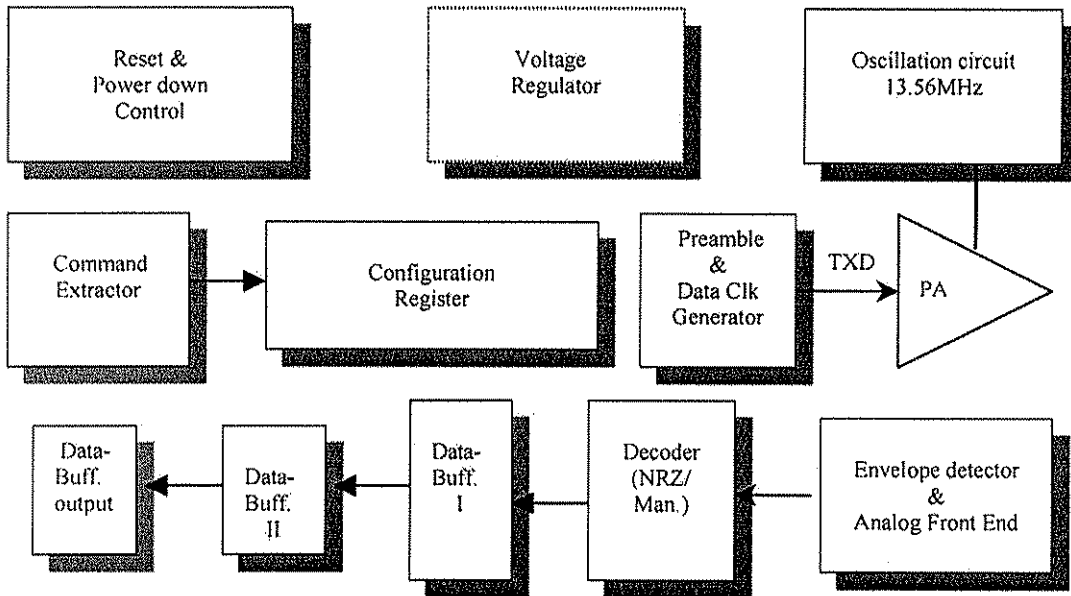 Reset &
Power down
Control
Voltage
Regulator
Oscillation circuit
13.56MHz
Command
Extractor
Configuration
Register
Preamble
&
Data Clk
Generator
TXD
PA
Data-
Buff.
output
Data-
Buff.
II
Data-
Buff.
I
Decoder
(NRZ/
Man.)
Envelope detector
&
Analog Front End